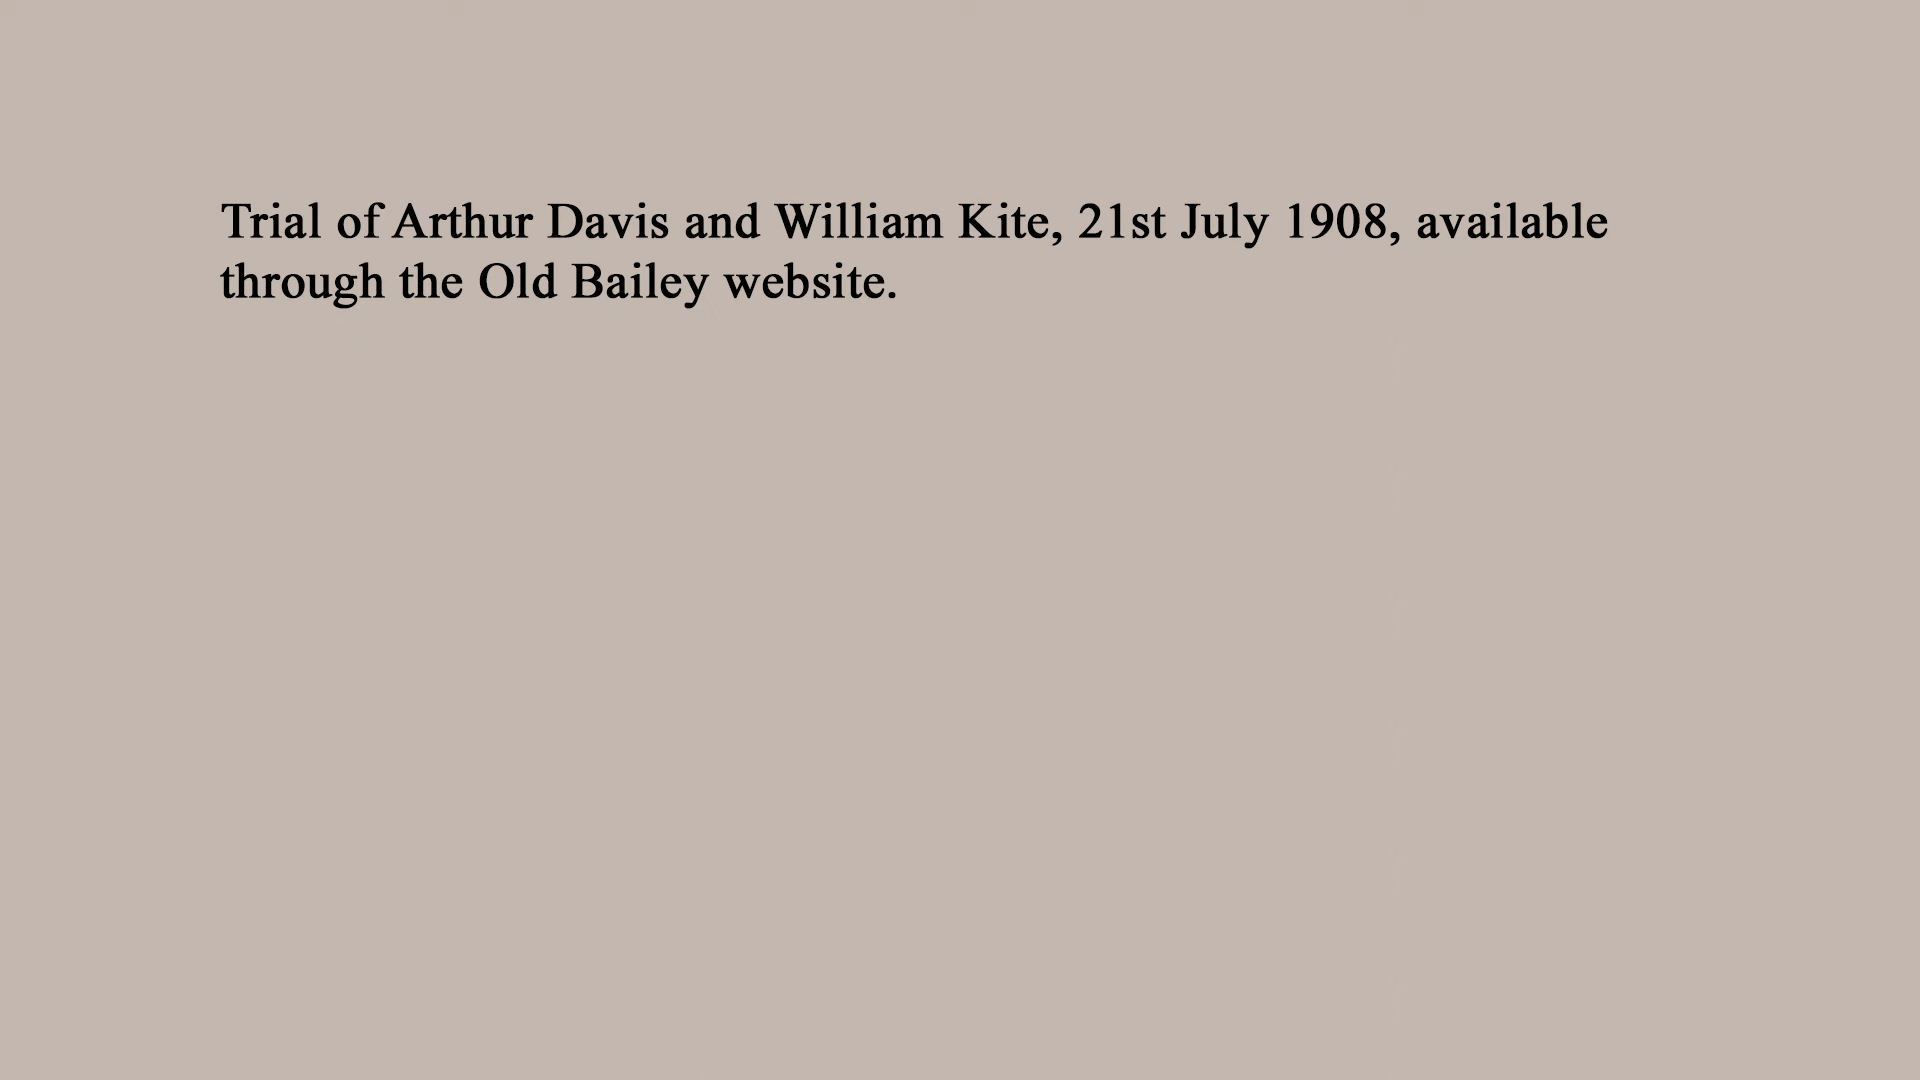 Trial of Arthur Davis and William Kite, 21st July 1908, available
through the Old Bailey website.